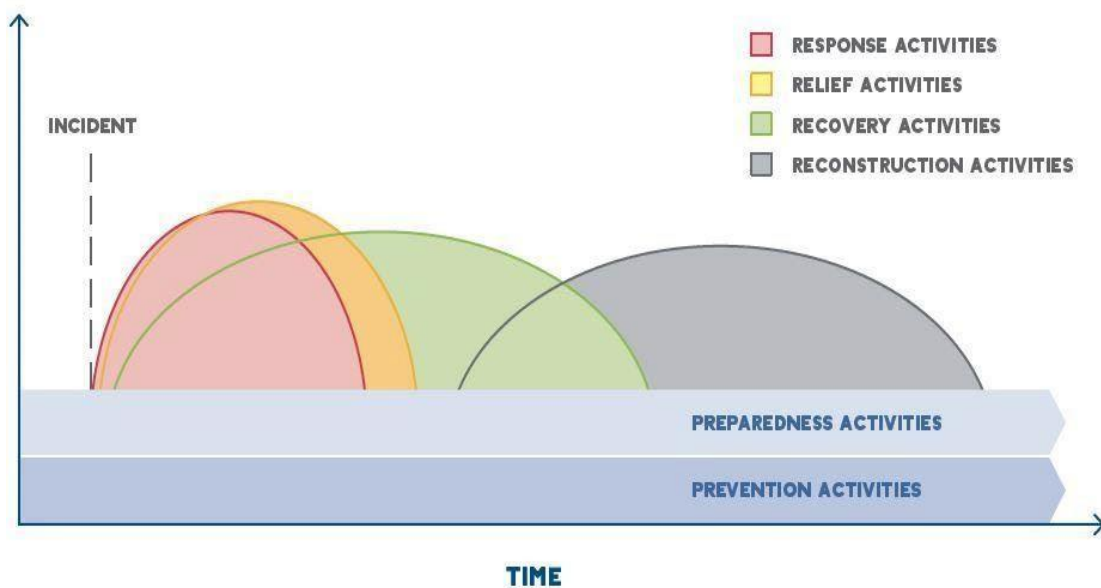 RESPONSE ACTIVITIES
RELIEF ACTIVITIES
INCIDENT
RECOVERY ACTIVITIES
RECONSTRUCTION ACTIVITIES
PREPAREDNESS ACTIVITIES
PREVENTION ACTIVITIES
TIME